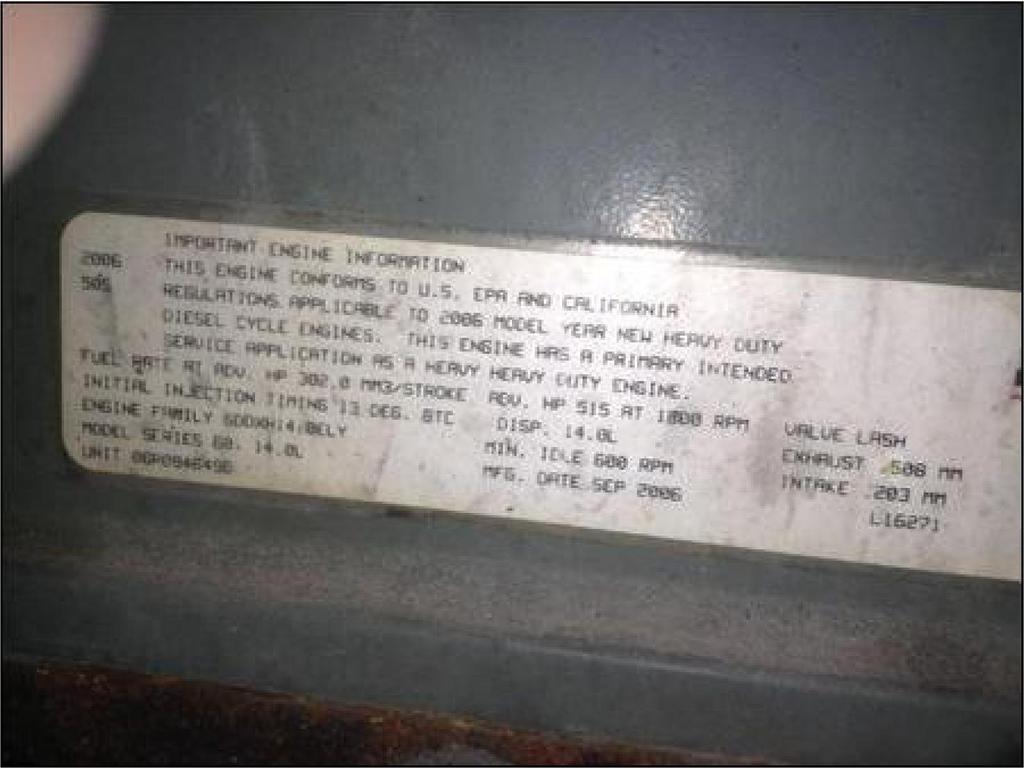 IMPORTANT ENGINE INFORMATION
2006 THIS ENGINE CONFORMS TO U.S. EPA AND CALIFORNIA
50S REGULATIONS APPLICABLE TO 2006 MODEL YEAR NEW HEAVY DUTY
DIESEL CYCLE ENGINES. THIS ENGINE HAS A PRIMARY INTENDED
SERVICE APPLICATION AS A HEAVY HEAVY DUTY ENGINE.
FUEL RATE AT ADV. HP 302.0 MM3/STROKE ADV. HP 515 AT 1800 RPM VALVE LASH
INITIAL INJECTION TIMING 13 DEG. BTC DISP. 14.0L EXHAUST .508 MM
ENGINE FAMILY MIN. IDLE 600 RPM INTAKE .203 MM
MODEL SERIES 60. 14.0L MFG. DATE SEP 2006 L16271
UNIT